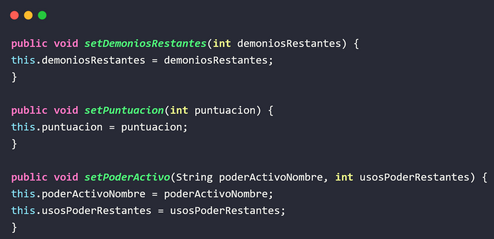 public void setDemoniosRestantes(int demoniosRestantes) {
this.demoniosRestantes = demoniosRestantes;
}
public void setPuntuacion(int puntuacion) {
this.puntuacion = puntuacion;
}
public void setPoderActivo(String poderActivoNombre, int usosPoderRestantes) {
this.poderActivoNombre = poderActivoNombre;
this.usosPoderRestantes = usosPoderRestantes;
}